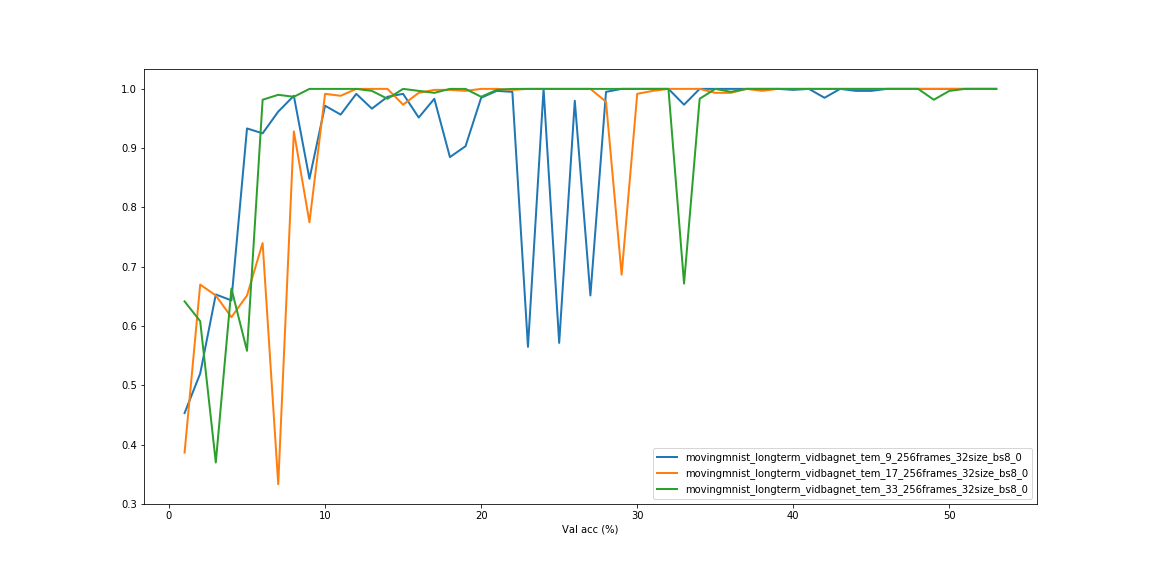 1.0
0.9
0.8
0.7
0.6
0.5
0.4
0.3
movingmnist_longterm_vidbagnet_tem_9_256frames_32size_bs8_0
movingmnist_longterm_vidbagnet_tem_17_256frames_32size_bs8_0
movingmnist_longterm_vidbagnet_tem_33_256frames_32size_bs8_0
0 10 20 30 40 50
Val acc (%)